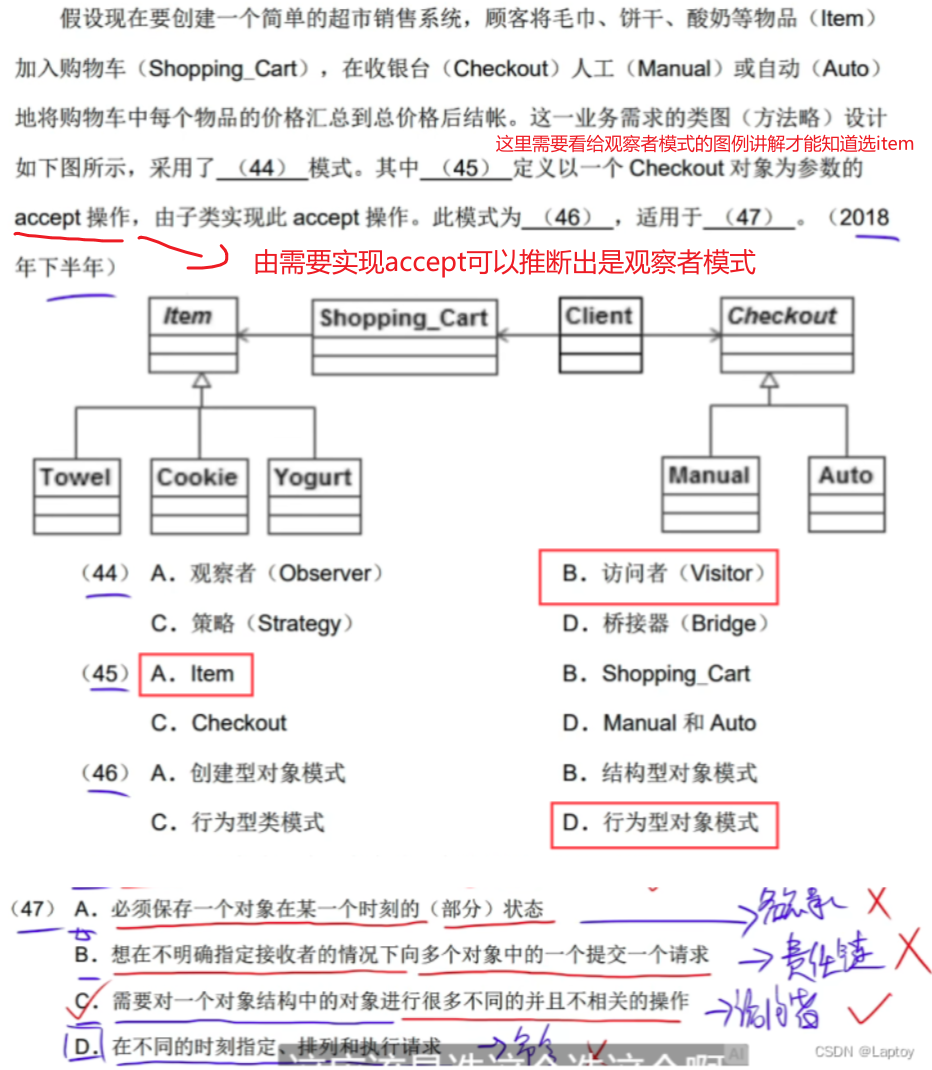 假设现在要创建一个简单的超市销售系统，顾客将毛巾、饼干、酸奶等物品（Item）
加入购物车（Shopping_Cart），在收银台（Checkout）人工（Manual）或自动（Auto）
地将购物车中每个物品的价格汇总到总价格后结帐。这一业务需求的类图（方法略）设计
这里需要看给观察者模式的图例讲解才能知道选item
如下图所示，采用了 （44） 模式。其中 （45） 定义以一个 Checkout 对象为参数的
accept 操作，由子类实现此 accept 操作。此模式为 （46） ，适用于 （47） 。（2018
年下半年）
由需要实现accept可以推断出是观察者模式
Item Shopping_Cart Client Checkout
Towel Cookie Yogurt Manual Auto
（44） A．观察者（Observer） B．访问者（Visitor）
C．策略（Strategy） D．桥接器（Bridge）
（45） A．Item B．Shopping_Cart
C．Checkout D．Manual 和 Auto
（46） A．创建型对象模式 B．结构型对象模式
C．行为型类模式 D．行为型对象模式
（47） A．必须保存一个对象在某一个时刻的（部分）状态 备忘录
B．想在不明确指定接收者的情况下向多个对象中的一个提交一个请求 责任链
C．需要对一个对象结构中的对象进行很多不同的并且不相关的操作 访问者
D．在不同的时刻指定、排列和执行请求 命令
CSDN @Laptoy